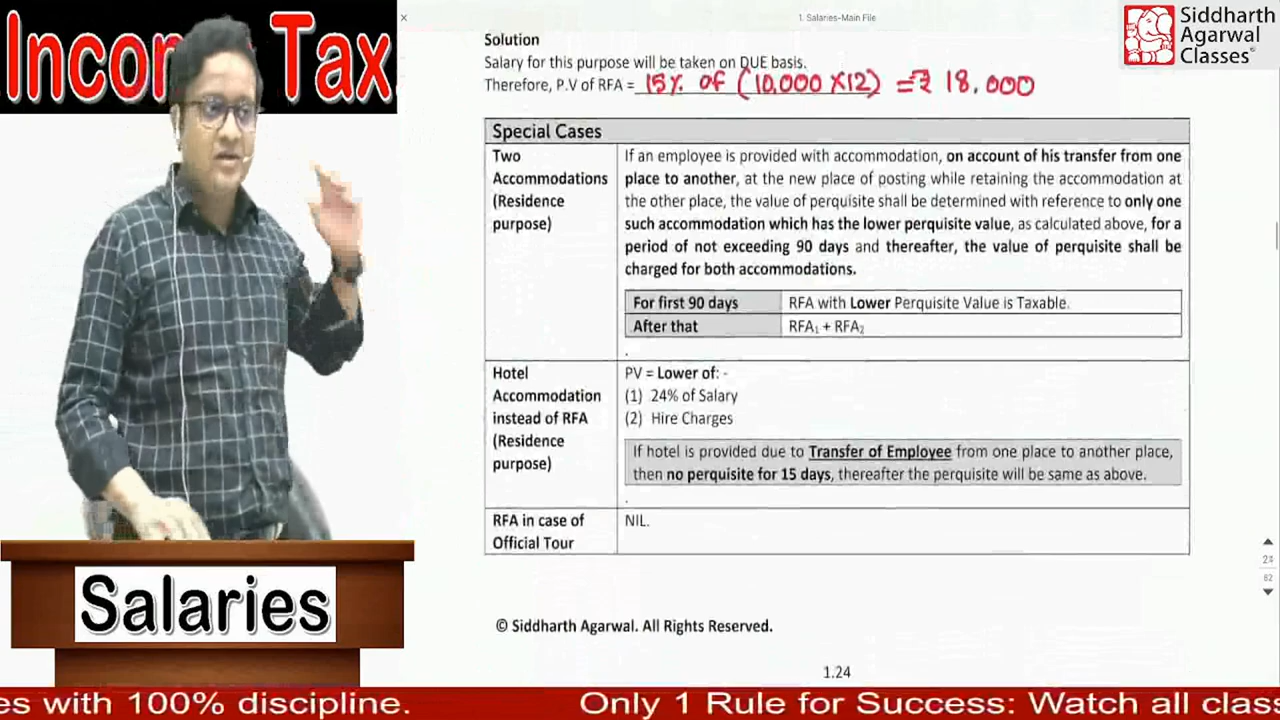 Income Tax
1. Salaries-Main File
Siddharth
Agarwal
Classes®
Solution
Salary for this purpose will be taken on DUE basis.
Therefore, P.V of RFA = 15% of (10,000 X12) = ₹ 18,000
Special Cases
Two
Accommodations
(Residence
purpose)
If an employee is provided with accommodation, on account of his transfer from one
place to another, at the new place of posting while retaining the accommodation at
the other place, the value of perquisite shall be determined with reference to only one
such accommodation which has the lower perquisite value, as calculated above, for a
period of not exceeding 90 days and thereafter, the value of perquisite shall be
charged for both accommodations.
For first 90 days RFA with Lower Perquisite Value is Taxable.
After that RFA₁ + RFA₂
.
Hotel
Accommodation
instead of RFA
(Residence
purpose)
PV = Lower of: -
(1) 24% of Salary
(2) Hire Charges
If hotel is provided due to Transfer of Employee from one place to another place,
then no perquisite for 15 days, thereafter the perquisite will be same as above.
.
RFA in case of
Official Tour
NIL.
© Siddharth Agarwal. All Rights Reserved.
1.24
62
Salaries
es with 100% discipline. Only 1 Rule for Success: Watch all class